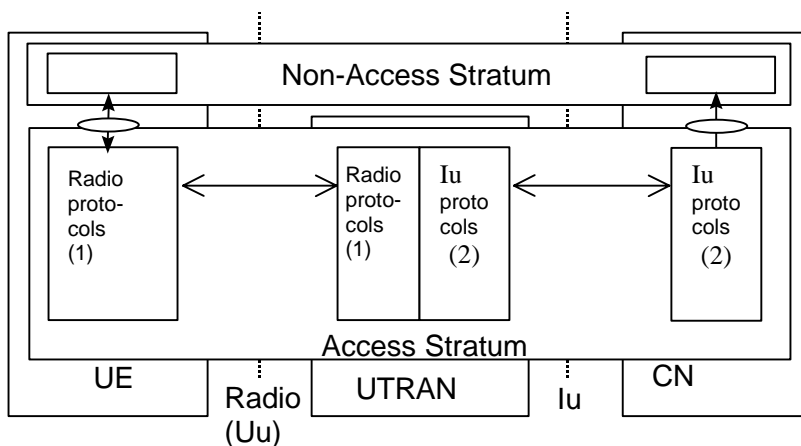 Non-Access Stratum
Radio
proto-
cols
(1)
Radio
proto-
cols
(1)
Iu
proto
cols
(2)
Iu
proto
cols
(2)
Access Stratum
UE
Radio
(Uu)
UTRAN
Iu
CN